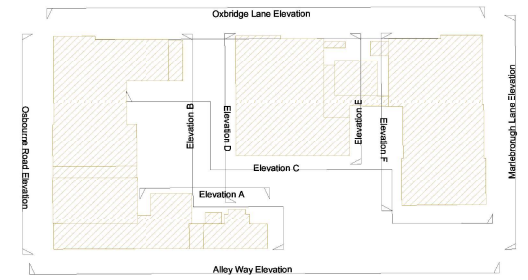 Oxbridge Lane Elevation
Osbourne Road Elevation
Elevation B
Elevation D
Elevation E
Elevation F
Marlebrough Lane Elevation
Elevation C
Elevation A
Alley Way Elevation